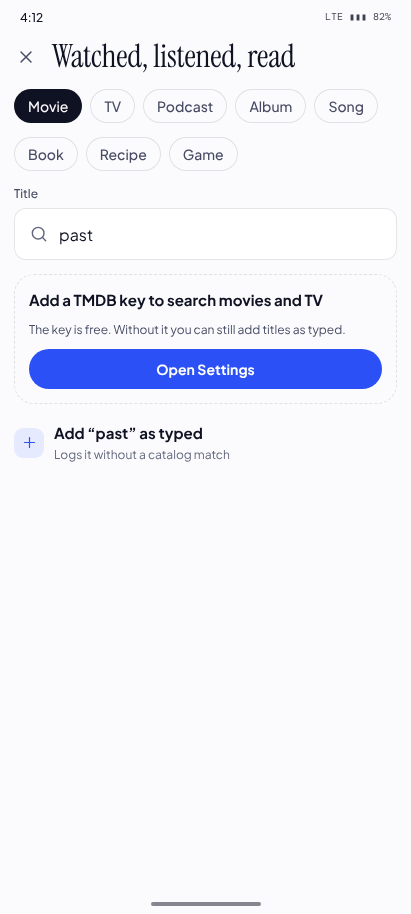 4:12
LTE 82%
Watched, listened, read
Movie TV Podcast Album Song
Book Recipe Game
Title
past
Add a TMDB key to search movies and TV
The key is free. Without it you can still add titles as typed.
Open Settings
Add “past” as typed
Logs it without a catalog match